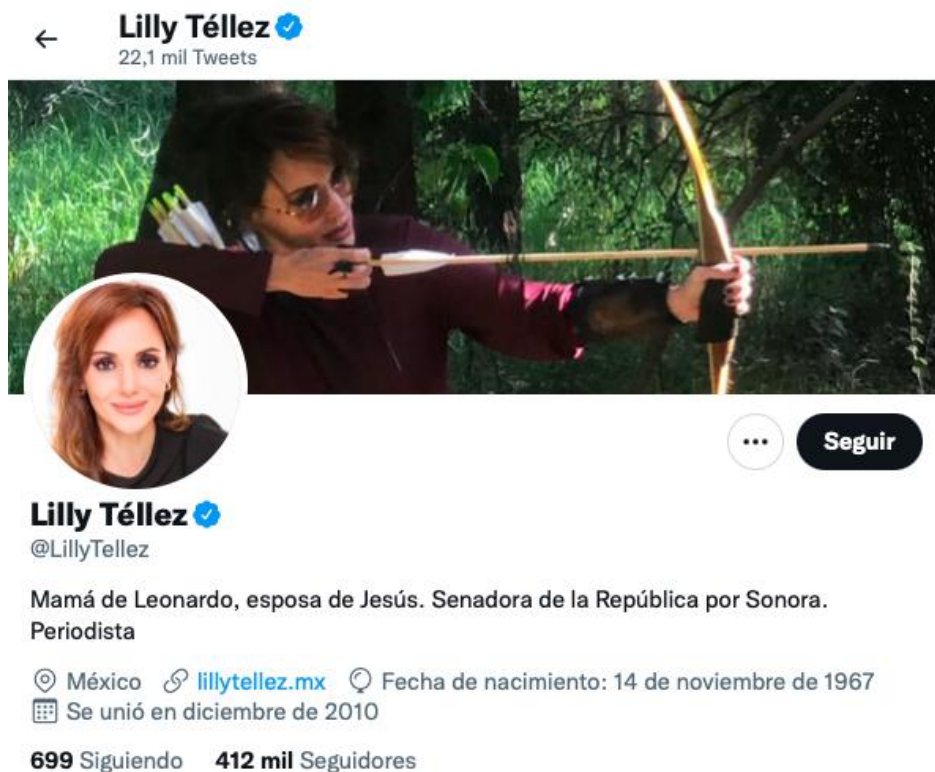 Lilly Téllez
22,1 mil Tweets
Seguir
Lilly Téllez
@LillyTellez
Mamá de Leonardo, esposa de Jesús. Senadora de la República por Sonora.
Periodista
México lillytellez.mx Fecha de nacimiento: 14 de noviembre de 1967
Se unió en diciembre de 2010
699 Siguiendo 412 mil Seguidores